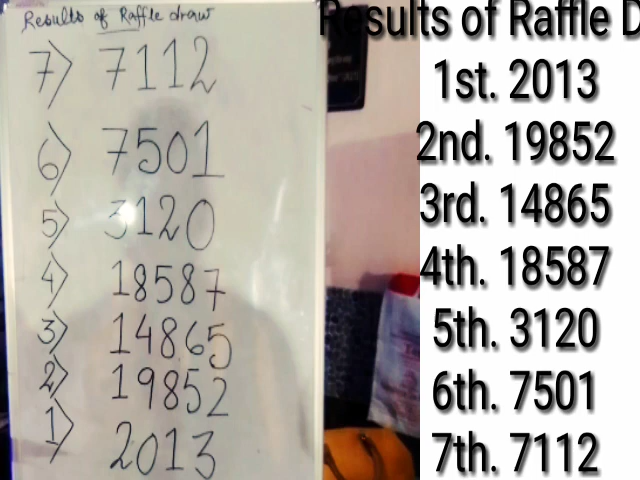 Results of Raffle draw
7) 7112
6) 7501
5) 3120
4) 18587
3) 14865
2) 19852
1) 2013
Results of Raffle D
1st. 2013
2nd. 19852
3rd. 14865
4th. 18587
5th. 3120
6th. 7501
7th. 7112